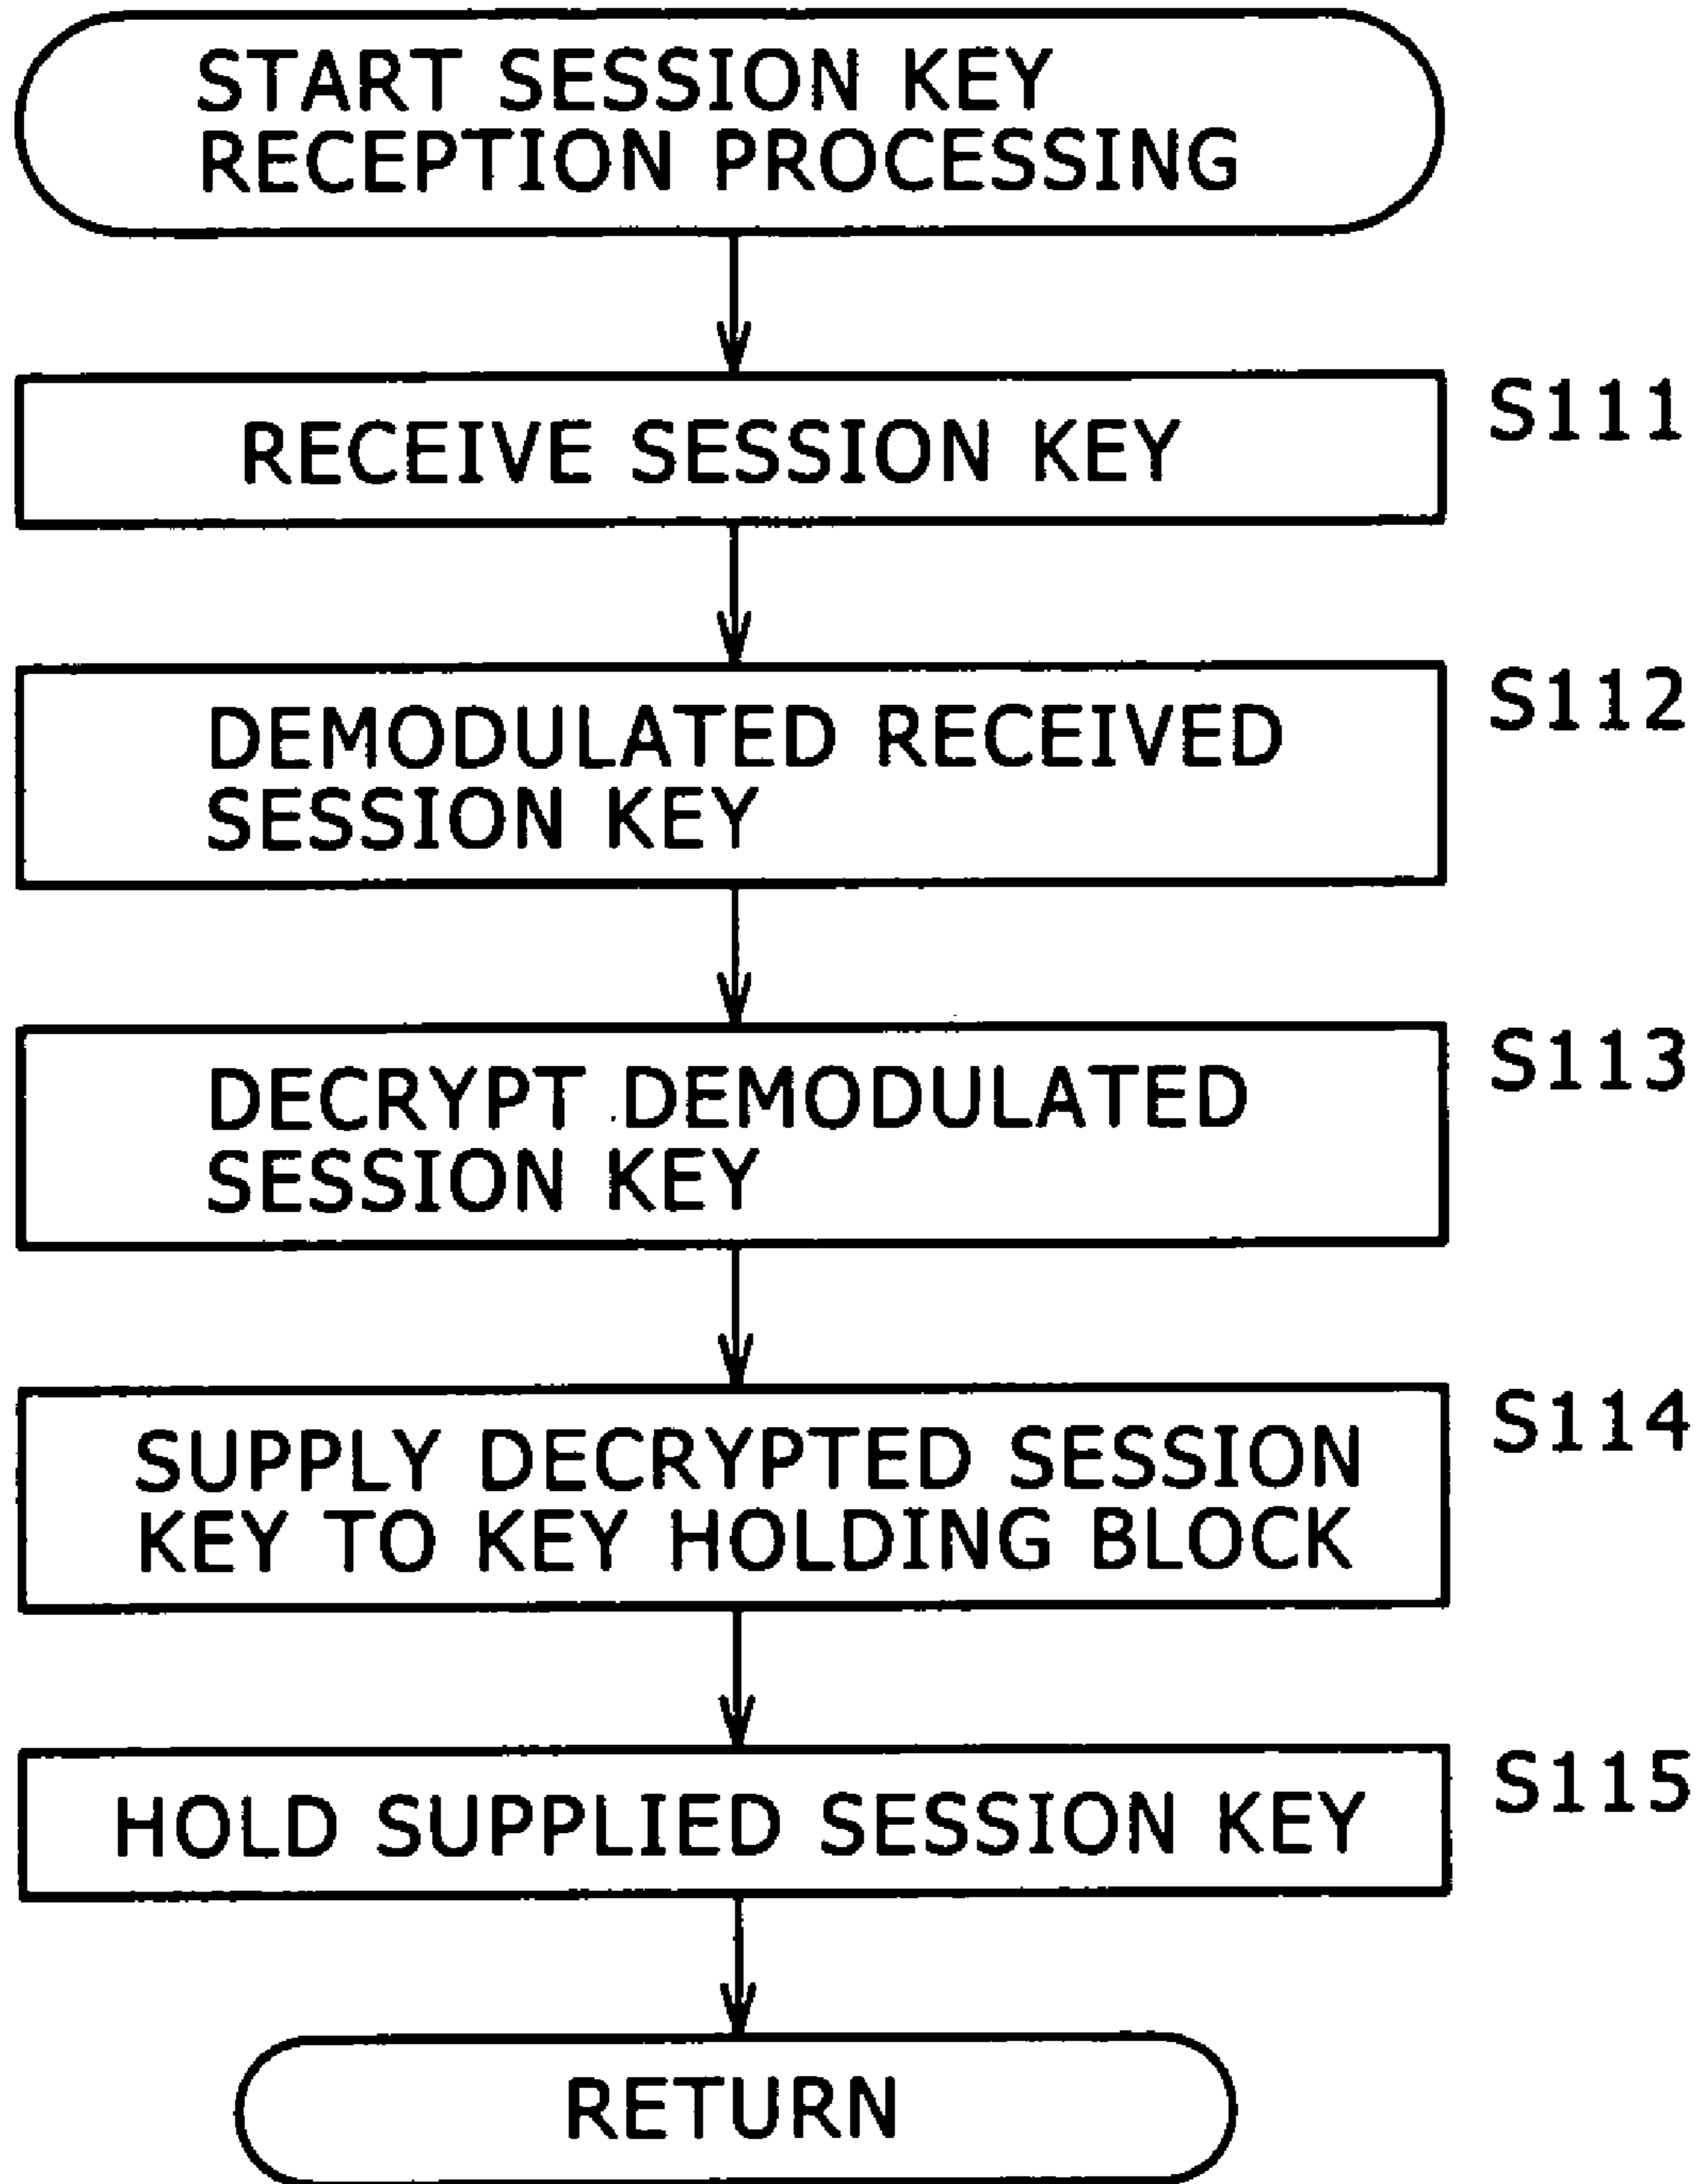 START SESSION KEY
RECEPTION PROCESSING
RECEIVE SESSION KEY
S111
DEMODULATED RECEIVED
SESSION KEY
S112
DECRYPT DEMODULATED
SESSION KEY
S113
SUPPLY DECRYPTED SESSION
KEY TO KEY HOLDING BLOCK
S114
HOLD SUPPLIED SESSION KEY
S115
RETURN